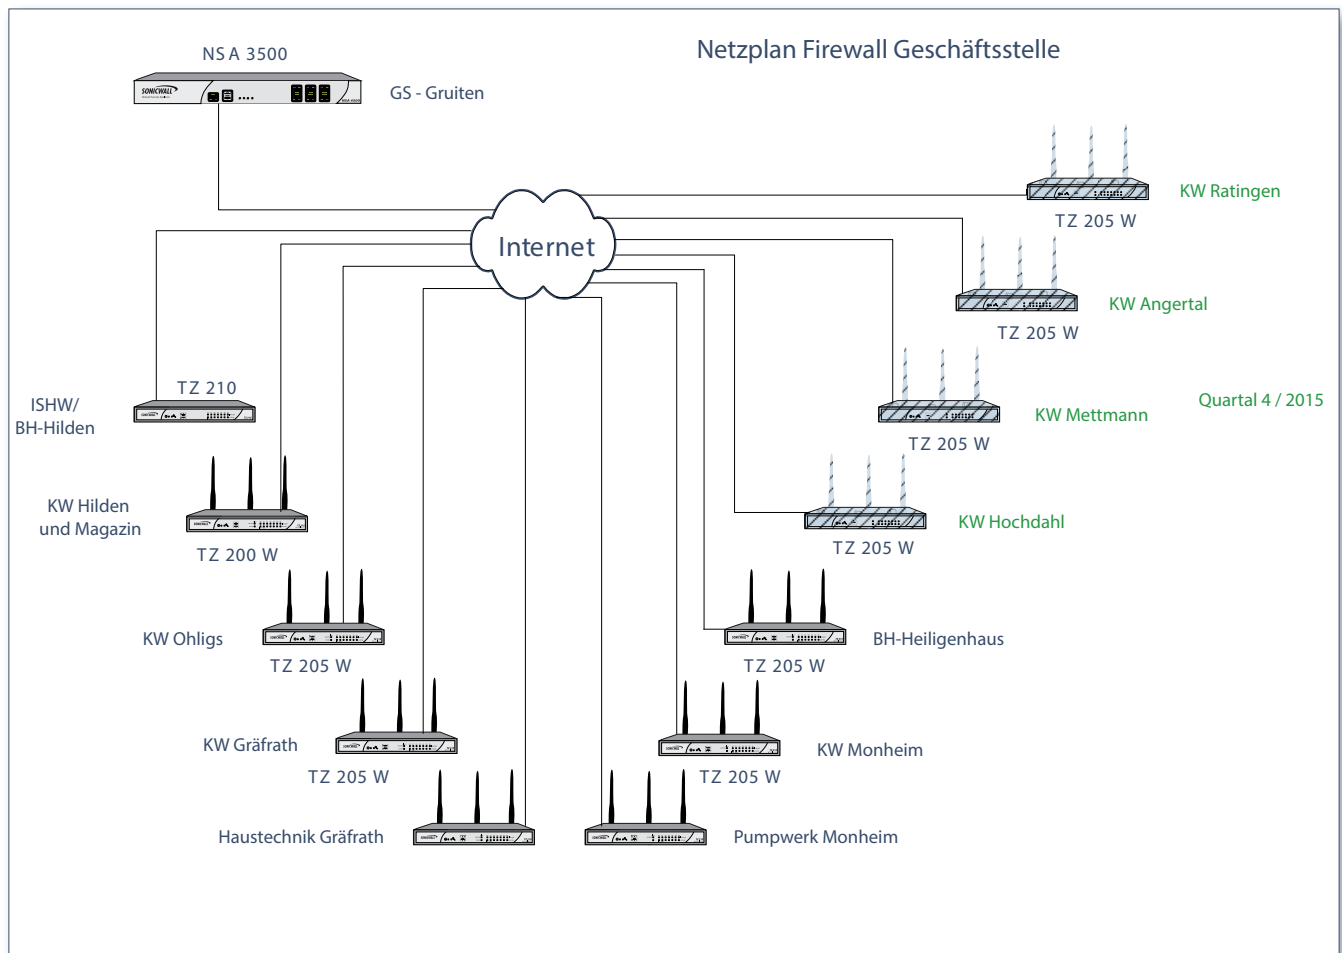 Netzplan Firewall Geschäftsstelle
NSA 3500
SONICWALL
GS - Gruiten
KW Ratingen
TZ 205 W
Internet
KW Angertal
TZ 205 W
TZ 210
ISHW/
BH-Hilden
KW Mettmann
Quartal 4 / 2015
TZ 205 W
KW Hilden
und Magazin
TZ 200 W
KW Hochdahl
TZ 205 W
KW Ohligs
TZ 205 W
BH-Heiligenhaus
TZ 205 W
KW Gräfrath
TZ 205 W
KW Monheim
TZ 205 W
Haustechnik Gräfrath
Pumpwerk Monheim